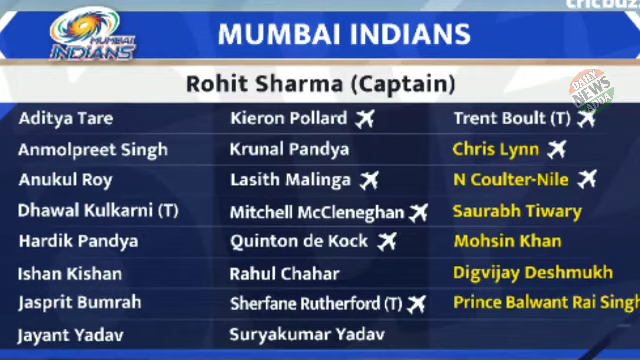 cricbuzz
MUMBAI INDIANS
MUMBAI
INDIANS
Rohit Sharma (Captain)
DAILY
NEWS
ADDA
Aditya Tare
Anmolpreet Singh
Anukul Roy
Dhawal Kulkarni (T)
Hardik Pandya
Ishan Kishan
Jasprit Bumrah
Jayant Yadav
Kieron Pollard
Krunal Pandya
Lasith Malinga
Mitchell McCleneghan
Quinton de Kock
Rahul Chahar
Sherfane Rutherford (T)
Suryakumar Yadav
Trent Boult (T)
Chris Lynn
N Coulter-Nile
Saurabh Tiwary
Mohsin Khan
Digvijay Deshmukh
Prince Balwant Rai Singh